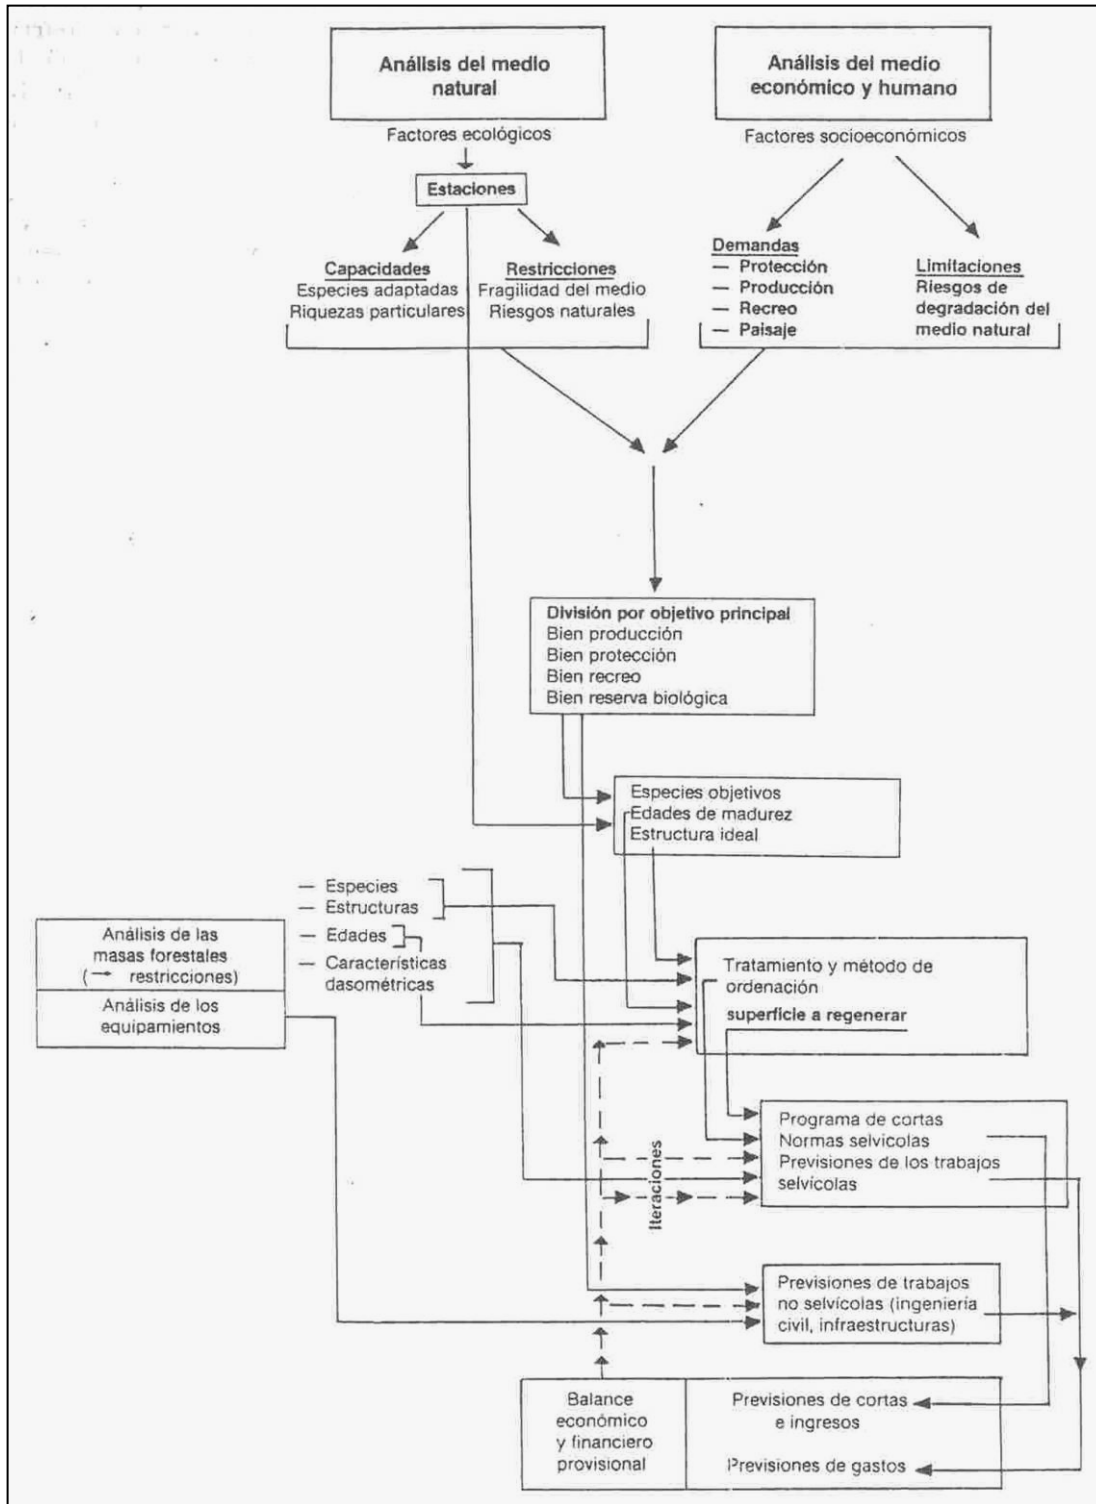 Análisis del medio
natural
Factores ecológicos
Estaciones
Capacidades
Especies adaptadas
Riquezas particulares
Restricciones
Fragilidad del medio
Riesgos naturales
Análisis del medio
económico y humano
Factores socioeconómicos
Demandas
— Protección
— Producción
— Recreo
— Paisaje
Limitaciones
Riesgos de
degradación del
medio natural
División por objetivo principal
Bien producción
Bien protección
Bien recreo
Bien reserva biológica
Especies objetivos
Edades de madurez
Estructura ideal
Análisis de las
masas forestales
(→ restricciones)
Análisis de los
equipamientos
— Especies
— Estructuras
— Edades
— Características
dasométricas
Tratamiento y método de
ordenación
superficie a regenerar
Iteraciones
Programa de cortas
Normas selvícolas
Previsiones de los trabajos
selvícolas
Previsiones de trabajos
no selvícolas (ingeniería
civil, infraestructuras)
Balance
económico
y financiero
provisional
Previsiones de cortas
e ingresos
Previsiones de gastos